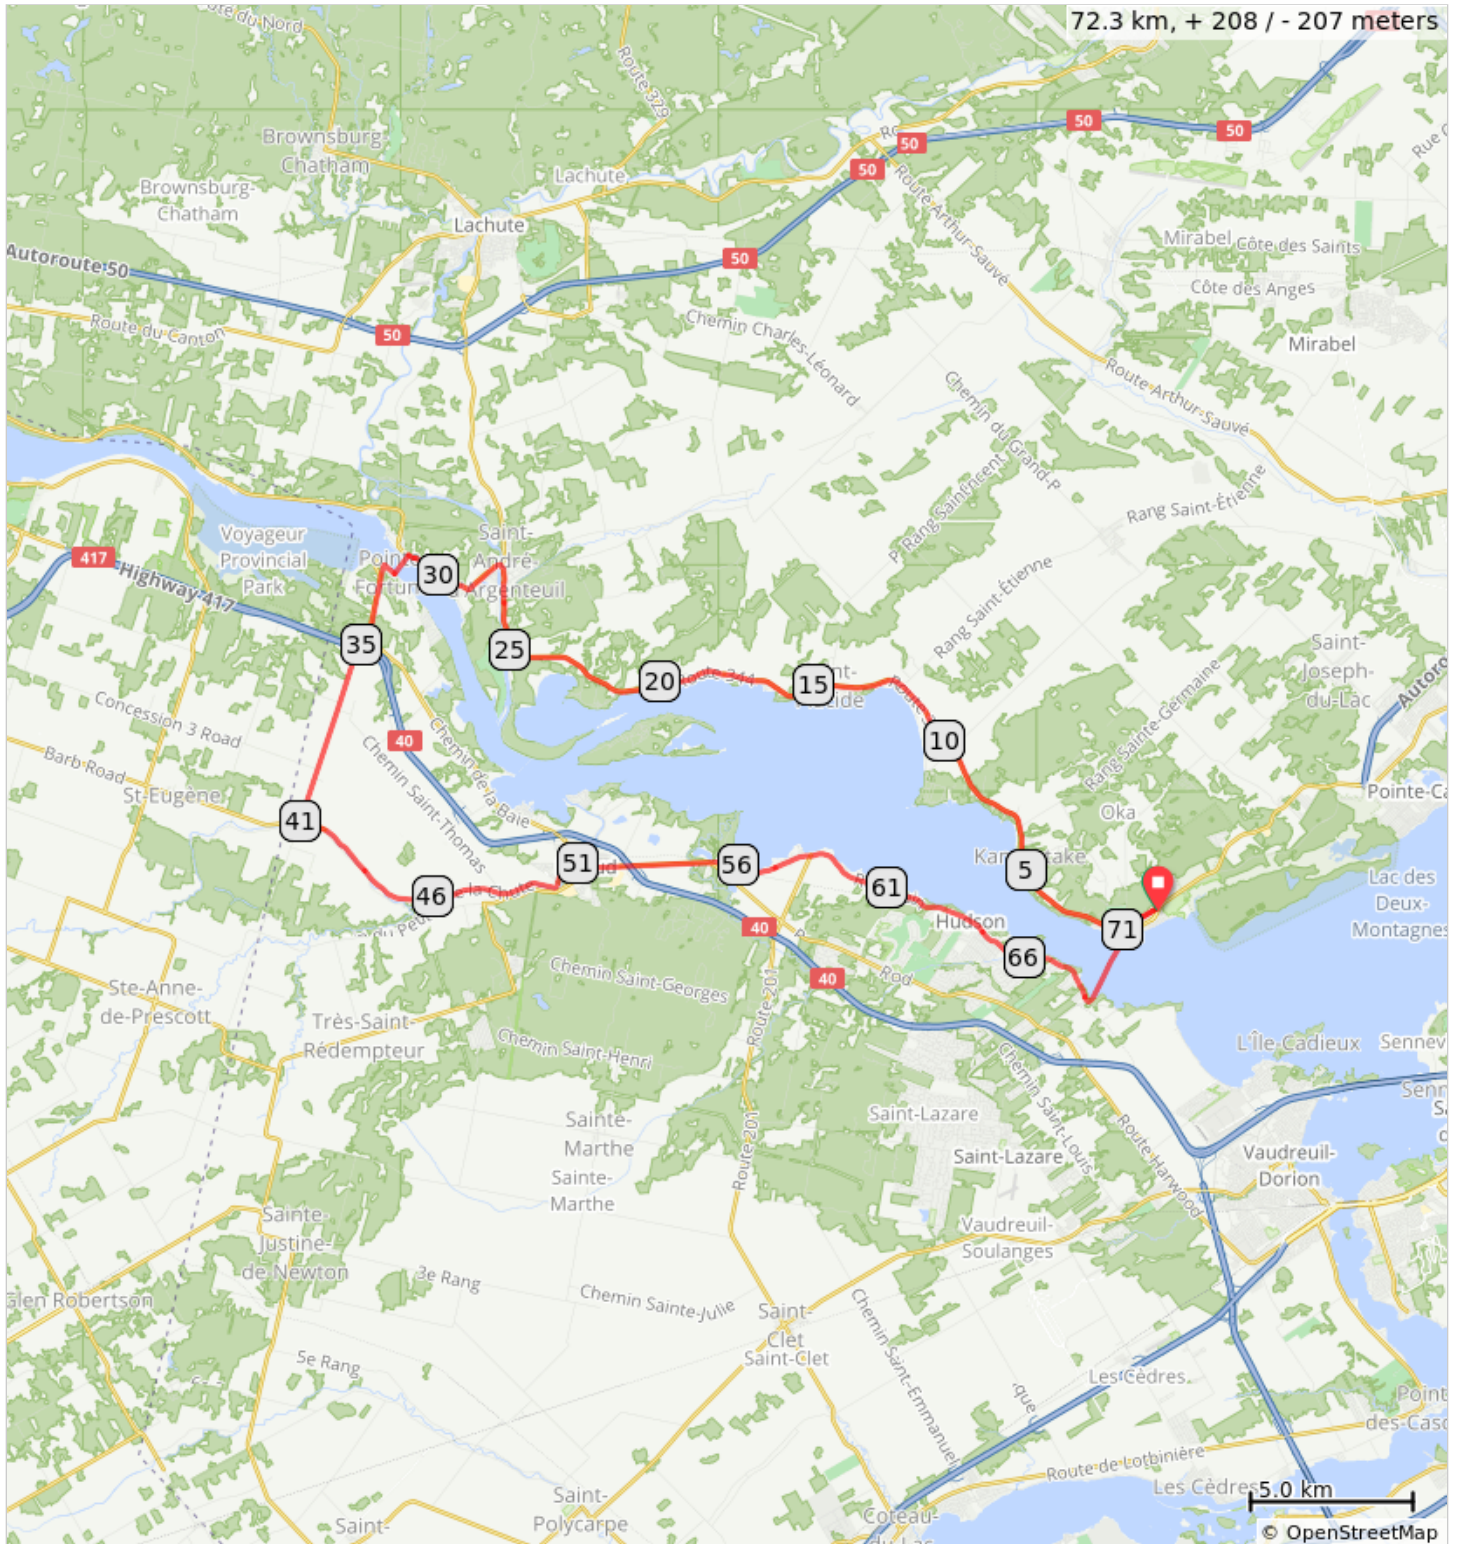 72.3 km, + 208 / - 207 meters
Route 329
50
50
50
50
Brownsburg
Chatham
Lachute
Brownsburg-
Chatham
Lachute
Route Arthur-Sauvé
Mirabel
Côte des Saints
Autoroute 50
50
Côte des Anges
Route du Canton
50
Chemin Charles-Léonard
Mirabel
Route Arthur-Sauvé
Chemin du Grand-P
Rang Saint-Étienne
Voyageur
Provincial
Park
417
Highway 417
Saint-
André-
Argenteuil
30
Rang Saint-Étienne
35
25
Saint-
Joseph-
du-Lac
20
Route 344
15
Rang Sainte-Germaine
Concession 3 Road
40
10
Barb Road
Chemin de la Baie
St-Eugène
Chemin Saint-Thomas
Oka
41
51
56
5
61
46
la Chute
Lac des
Deux-
Montagnes
40
Hudson
71
66
Ste-Anne-
de-Prescott
Chemin Saint-Georges
40
Très-Saint-
Rédempteur
Route 201
Chemin Saint-Henri
L'Île-Cadieux
Chemin Saint-Louis
Sainte-
Marthe
Saint-Lazare
Route Harwood
Saint-Lazare
Sainte-
Marthe
Route 201
Vaudreuil-
Dorion
Sainte-
Justine-
de-Newton
Vaudreuil-
Soulanges
3e Rang
Glen Robertson
Chemin Sainte-Julie
Saint-
Clet
Saint-Clet
Chemin Saint-Emmanuel
5e Rang
Les Cèdres
Route de Lotbinière
Les Cèdres
5.0 km
Saint-
Polycarpe
Saint-
Coteau-
du-Lac
© OpenStreetMap